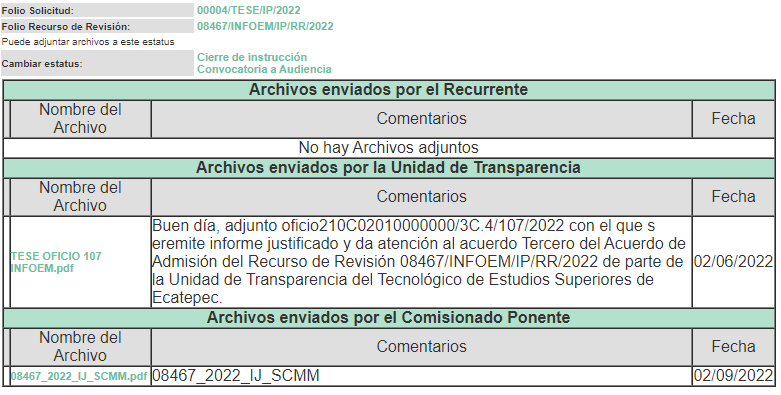 Folio Solicitud: 00004/TESE/IP/2022
Folio Recurso de Revisión: 08467/INFOEM/IP/RR/2022
Puede adjuntar archivos a este estatus
Cambiar estatus: Cierre de instrucción
Convocatoria a Audiencia
Archivos enviados por el Recurrente
Nombre del Archivo Comentarios Fecha
No hay Archivos adjuntos
Archivos enviados por la Unidad de Transparencia
Nombre del Archivo Comentarios Fecha
TESE OFICIO 107
INFOEM.pdf
Buen día, adjunto oficio210C02010000000/3C.4/107/2022 con el que s
eremite informe justificado y da atención al acuerdo Tercero del Acuerdo de
Admisión del Recurso de Revisión 08467/INFOEM/IP/RR/2022 de parte de
la Unidad de Transparencia del Tecnológico de Estudios Superiores de
Ecatepec.
02/06/2022
Archivos enviados por el Comisionado Ponente
Nombre del Archivo Comentarios Fecha
08467_2022_IJ_SCMM.pdf 08467_2022_IJ_SCMM 02/09/2022